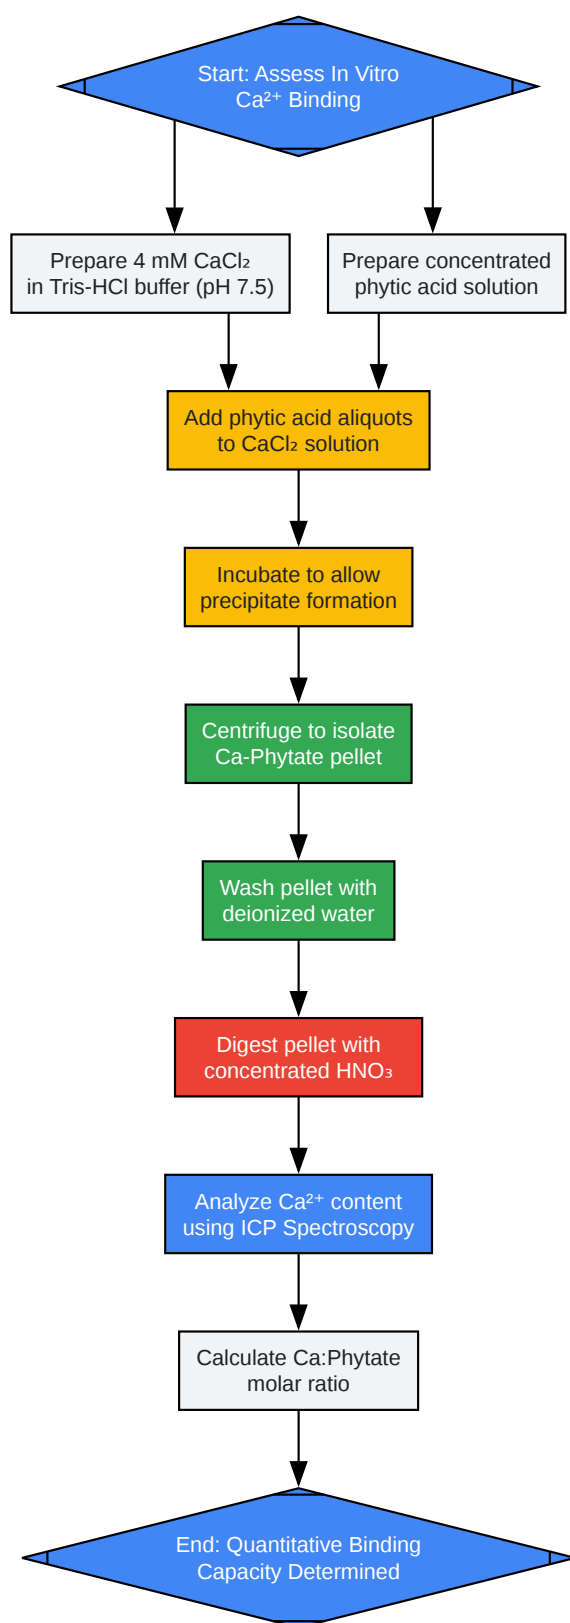 Start: Assess In Vitro
Ca²⁺ Binding
Prepare 4 mM CaCl₂
in Tris-HCl buffer (pH 7.5)
Prepare concentrated
phytic acid solution
Add phytic acid aliquots
to CaCl₂ solution
Incubate to allow
precipitate formation
Centrifuge to isolate
Ca-Phytate pellet
Wash pellet with
deionized water
Digest pellet with
concentrated HNO₃
Analyze Ca²⁺ content
using ICP Spectroscopy
Calculate Ca:Phytate
molar ratio
End: Quantitative Binding
Capacity Determined